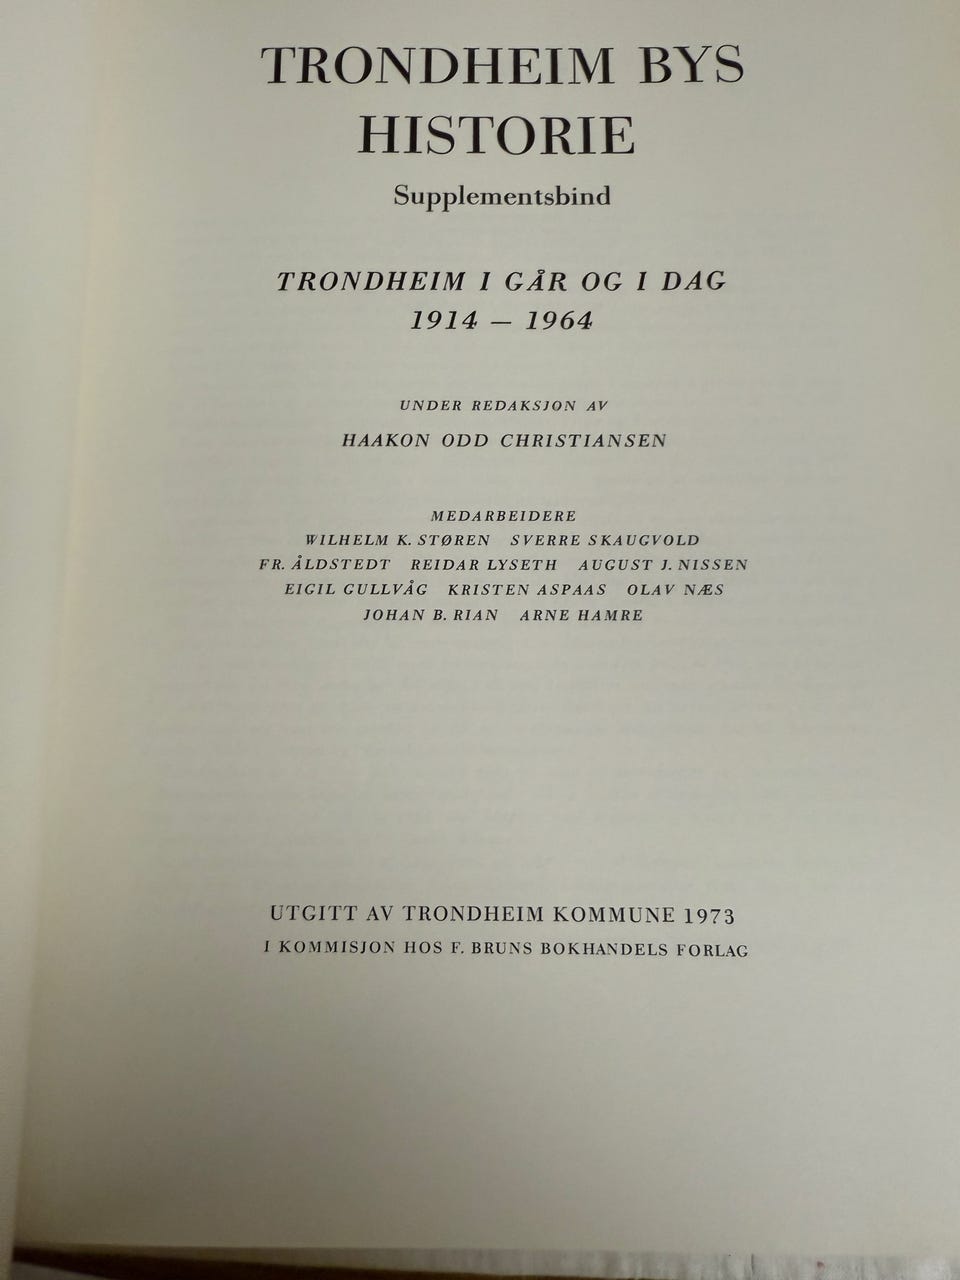 TRONDHEIM BYS
HISTORIE
Supplementsbind
TRONDHEIM I GÅR OG I DAG
1914 — 1964
UNDER REDAKSJON AV
HAAKON ODD CHRISTIANSEN
MEDARBEIDERE
WILHELM K. STØREN SVERRE SKAUGVOLD
FR. ÅLDSTEDT REIDAR LYSETH AUGUST J. NISSEN
EIGIL GULLVÅG KRISTEN ASPAAS OLAV NÆS
JOHAN B. RIAN ARNE HAMRE
UTGITT AV TRONDHEIM KOMMUNE 1973
I KOMMISJON HOS F. BRUNS BOKHANDELS FORLAG